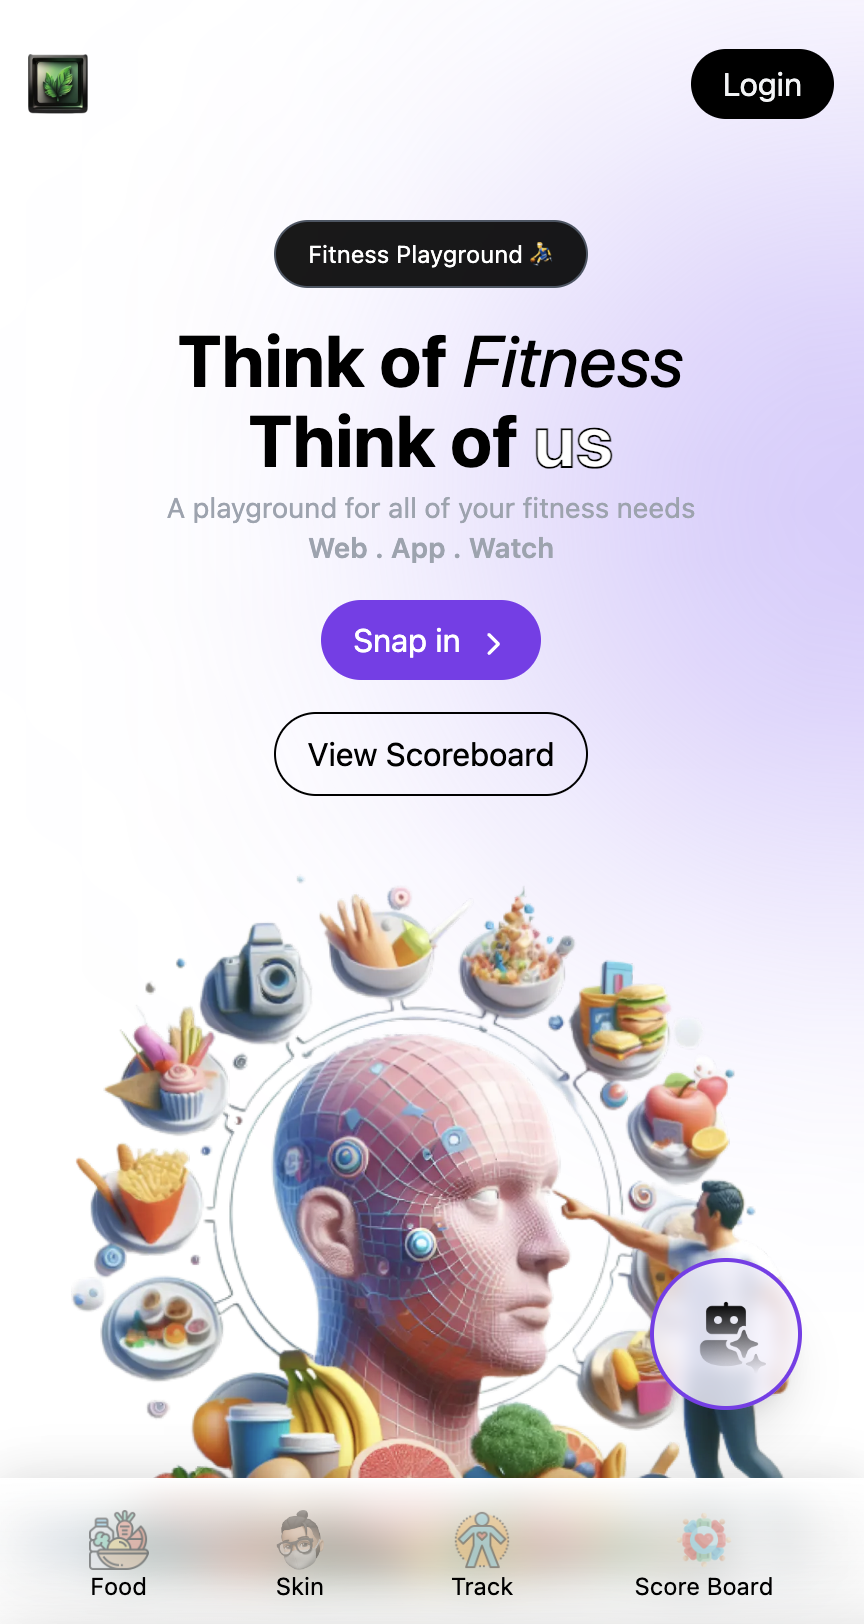 Login
Fitness Playground
Think of Fitness
Think of us
A playground for all of your fitness needs
Web . App . Watch
Snap in
View Scoreboard
Food
Skin
Track
Score Board